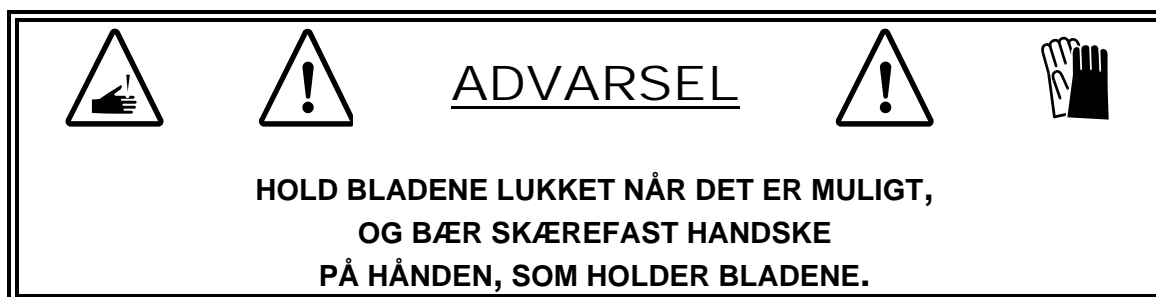 ADVARSEL
HOLD BLADENE LUKKET NÅR DET ER MULIGT,
OG BÆR SKÆREFAST HANDSKE
PÅ HÅNDEN, SOM HOLDER BLADENE.